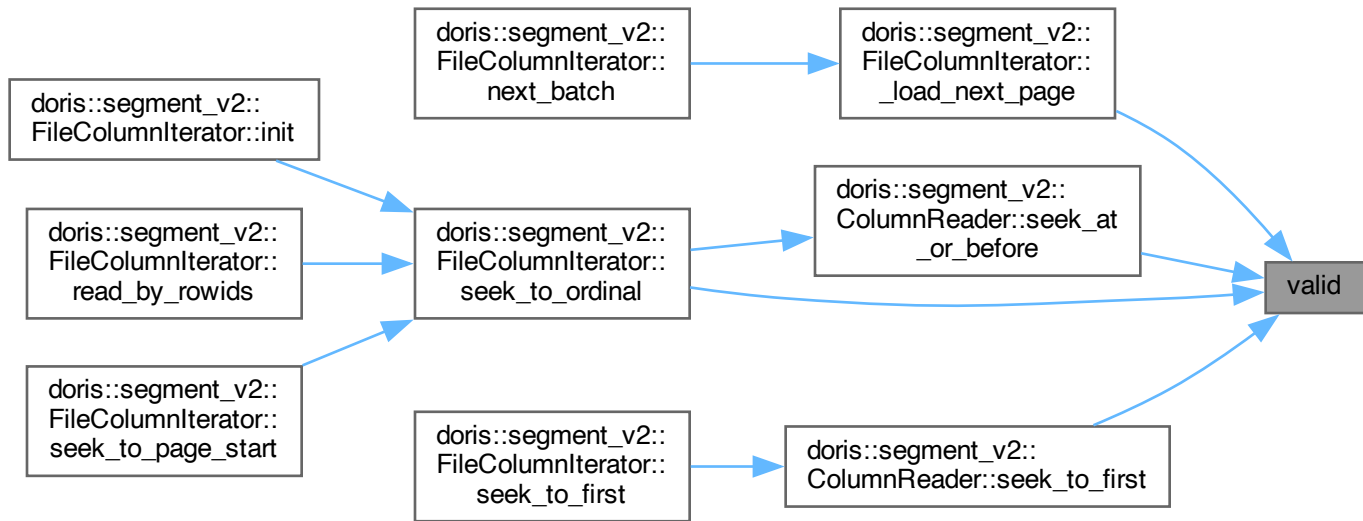 doris::segment_v2::
FileColumnIterator::
next_batch
doris::segment_v2::
FileColumnIterator::
_load_next_page
doris::segment_v2::
FileColumnIterator::init
doris::segment_v2::
ColumnReader::seek_at
_or_before
doris::segment_v2::
FileColumnIterator::
read_by_rowids
doris::segment_v2::
FileColumnIterator::
seek_to_ordinal
valid
doris::segment_v2::
FileColumnIterator::
seek_to_page_start
doris::segment_v2::
FileColumnIterator::
seek_to_first
doris::segment_v2::
ColumnReader::seek_to_first